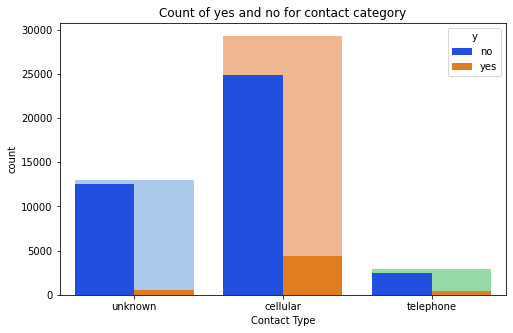 Count of yes and no for contact category
y
no
yes
30000
25000
20000
15000
10000
5000
0
count
unknown
cellular
telephone
Contact Type